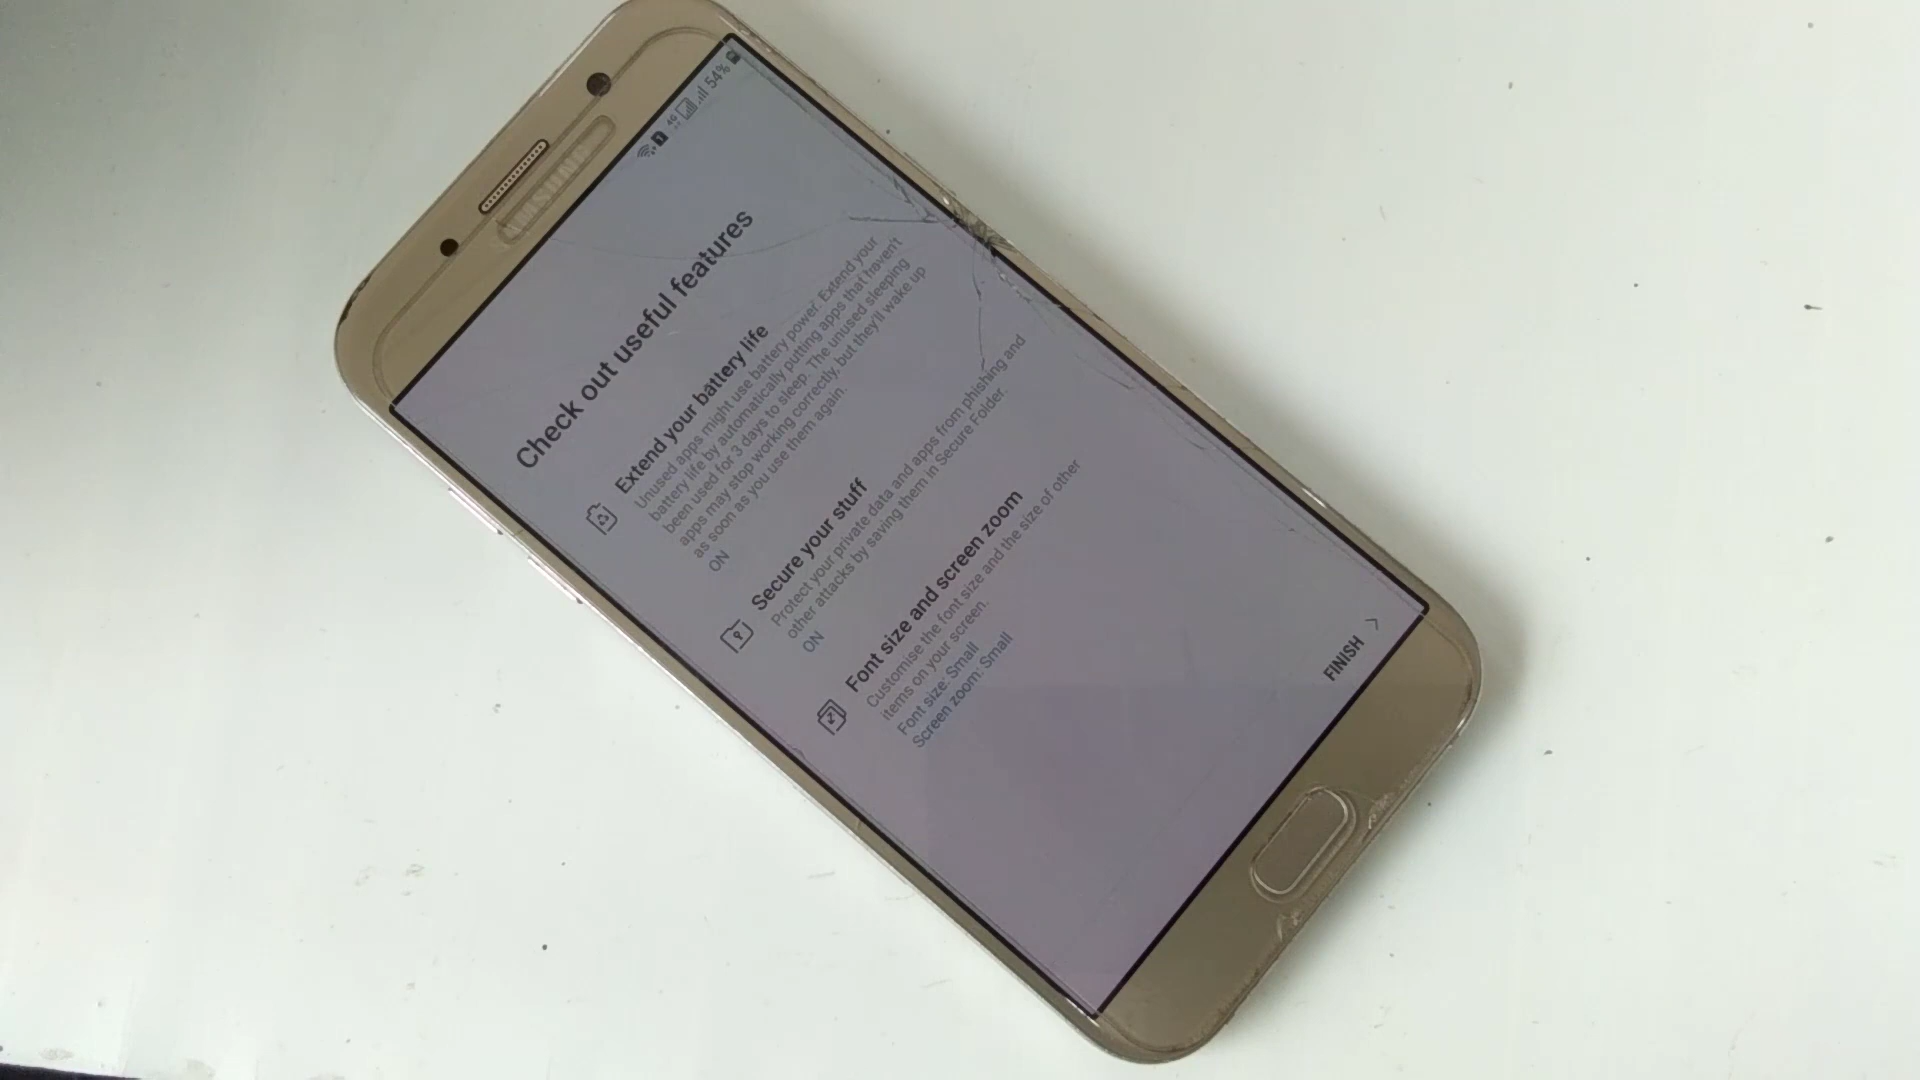 SAMSUNG
4G
54%
Check out useful features
Extend your battery life
Unused apps might use battery power. Extend your
battery life by automatically putting apps that haven't
been used for 3 days to sleep. The unused sleeping
apps may stop working correctly, but they'll wake up
as soon as you use them again.
ON
Secure your stuff
Protect your private data and apps from phishing and
other attacks by saving them in Secure Folder.
ON
Font size and screen zoom
Customise the font size and the size of other
items on your screen.
Font size: Small
Screen zoom: Small
FINISH